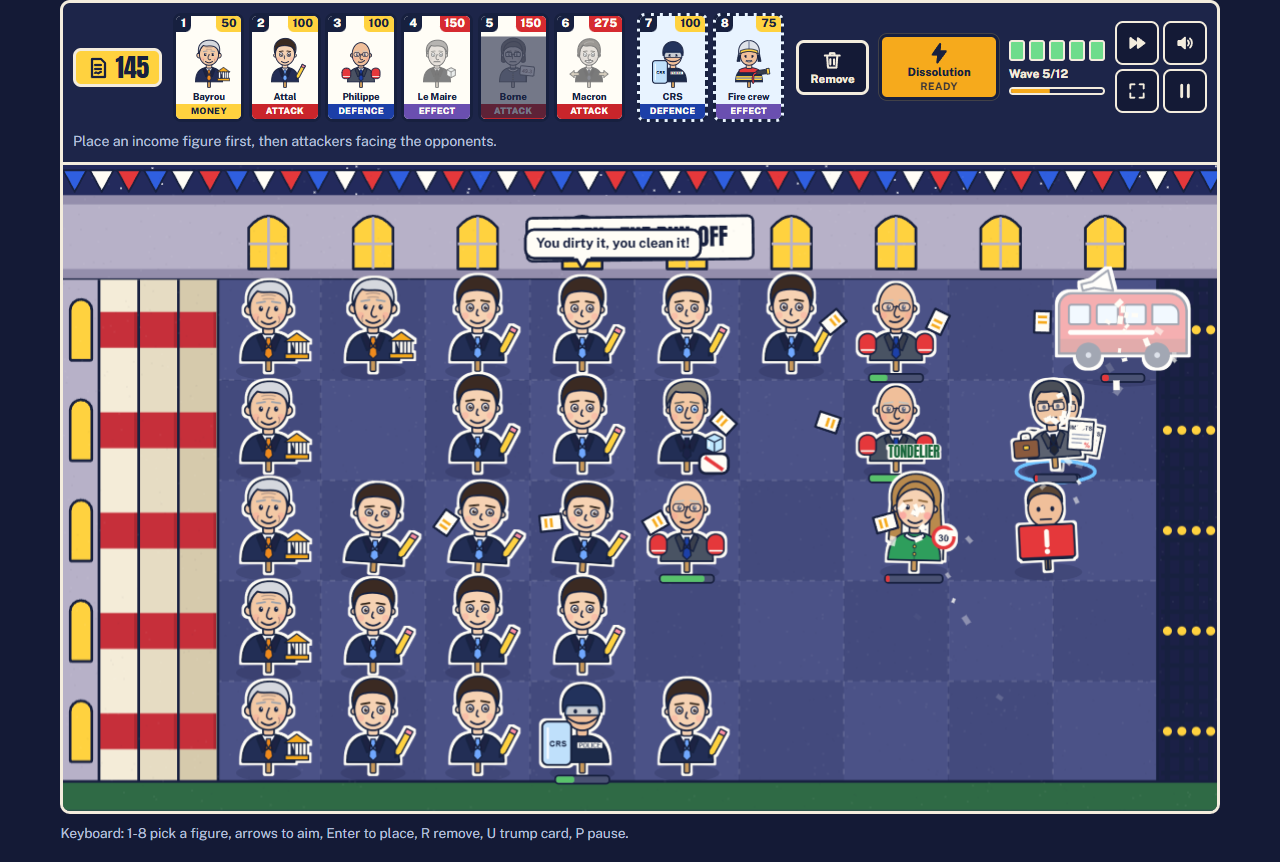 145
1 50
Bayrou
MONEY
2 100
Attal
ATTACK
3 100
Philippe
DEFENCE
4 150
Le Maire
EFFECT
5 150
Borne
ATTACK
6 275
Macron
ATTACK
7 100
CRS
CRS
DEFENCE
8 75
Fire crew
EFFECT
Remove
Dissolution
READY
Wave 5/12
Place an income figure first, then attackers facing the opponents.
OFF
You dirty it, you clean it!
TONDELIER
30
!
CRS
POLICE
Keyboard: 1-8 pick a figure, arrows to aim, Enter to place, R remove, U trump card, P pause.